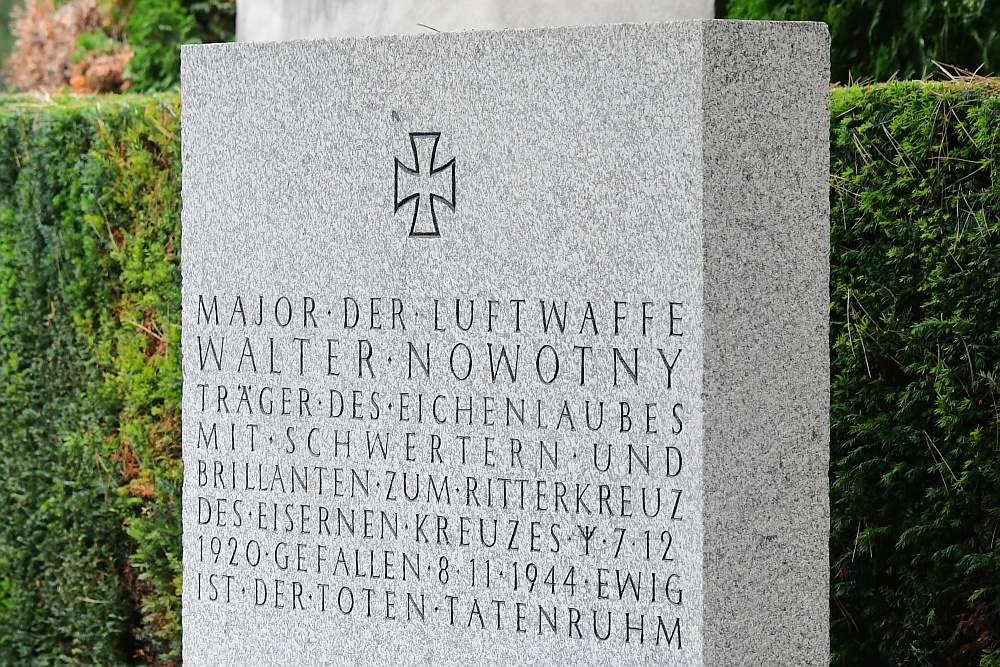 MAJOR·DER·LUFTWAFFE
WALTER·NOWOTNY
TRÄGER·DES·EICHENLAUBES
MIT·SCHWERTERN·UND
BRILLANTEN·ZUM·RITTERKREUZ
DES·EISERNEN·KREUZES·ᛉ·7·12
1920·GEFALLEN·8·11·1944·EWIG
IST·DER·TOTEN·TATENRUHM